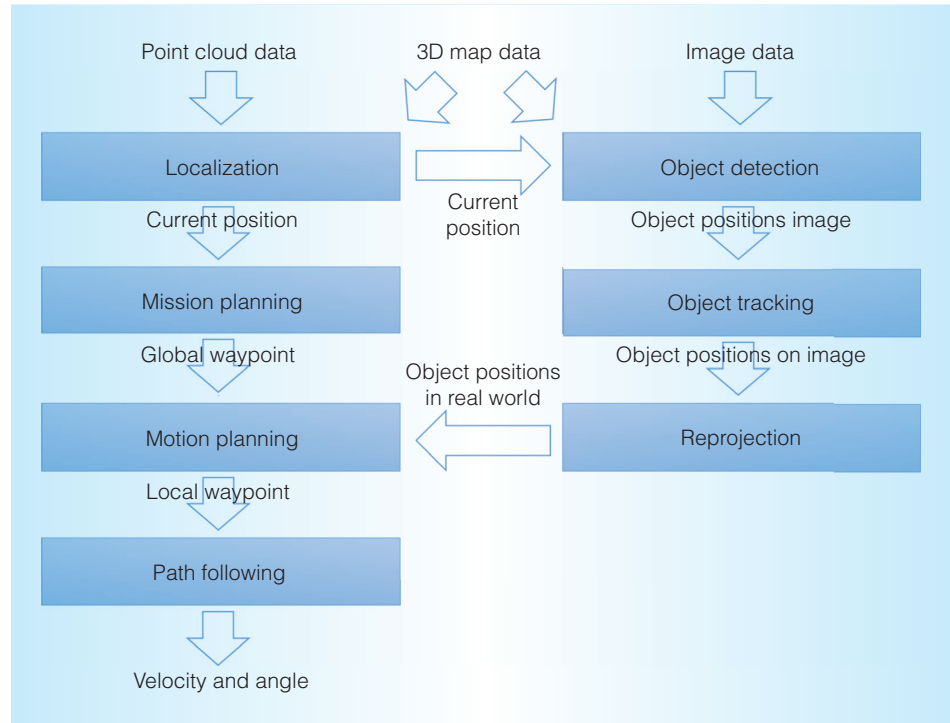 Point cloud data
3D map data
Image data
Localization
Object detection
Current position
Current
position
Object positions image
Mission planning
Object tracking
Global waypoint
Object positions on image
Object positions
in real world
Motion planning
Reprojection
Local waypoint
Path following
Velocity and angle